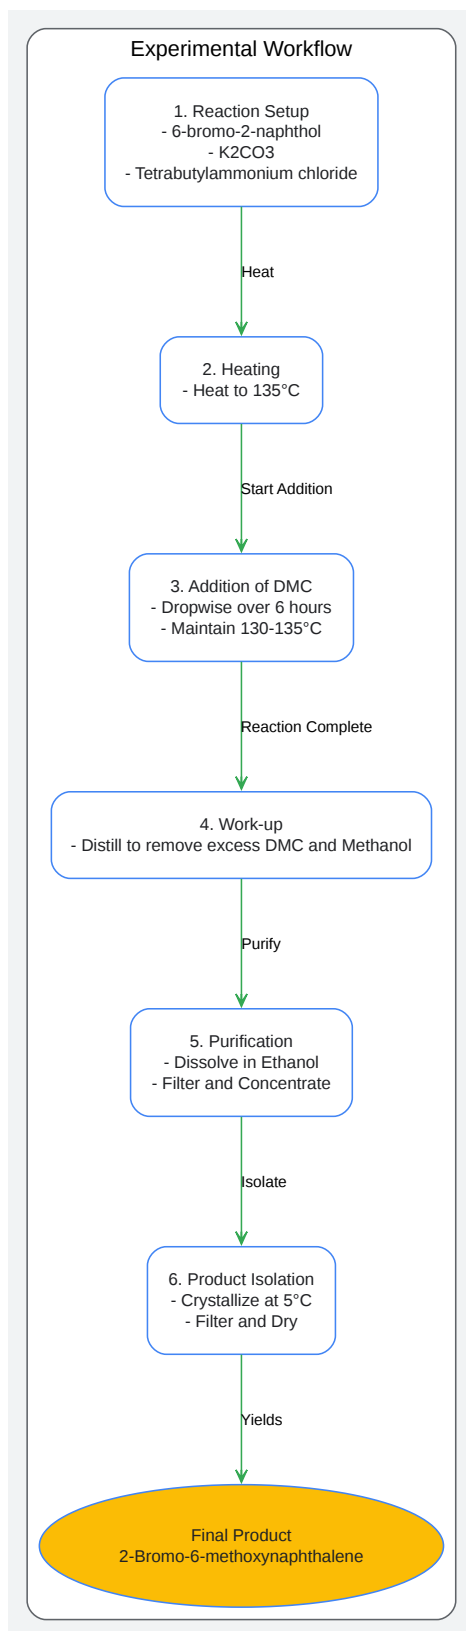 Experimental Workflow
1. Reaction Setup
- 6-bromo-2-naphthol
- K2CO3
- Tetrabutylammonium chloride
Heat
2. Heating
- Heat to 135°C
Start Addition
3. Addition of DMC
- Dropwise over 6 hours
- Maintain 130-135°C
Reaction Complete
4. Work-up
- Distill to remove excess DMC and Methanol
Purify
5. Purification
- Dissolve in Ethanol
- Filter and Concentrate
Isolate
6. Product Isolation
- Crystallize at 5°C
- Filter and Dry
Yields
Final Product
2-Bromo-6-methoxynaphthalene